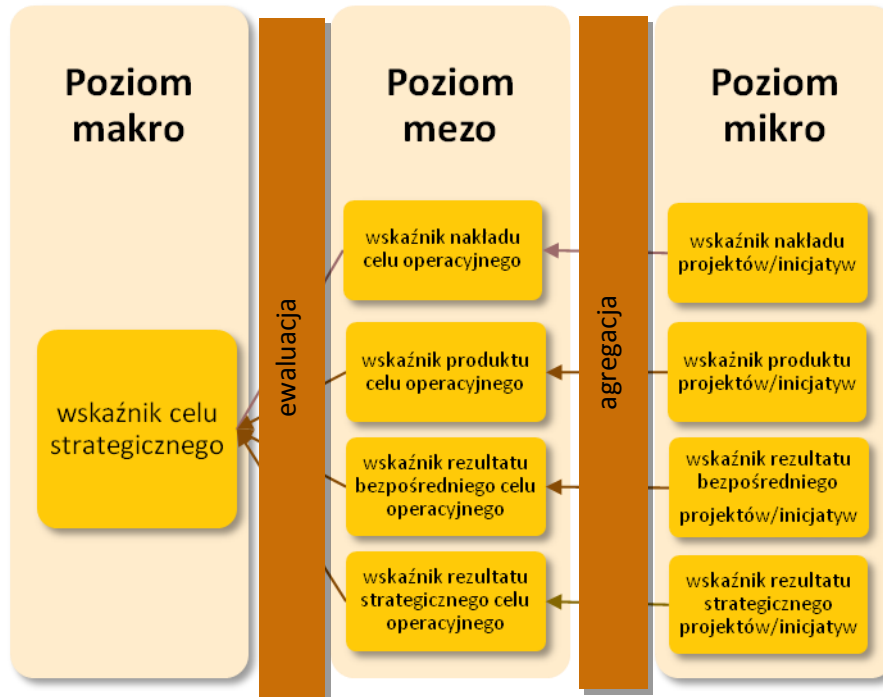 Poziom
makro
wskaźnik celu
strategicznego
ewaluacja
Poziom
mezo
wskaźnik nakładu
celu operacyjnego
wskaźnik produktu
celu operacyjnego
wskaźnik rezultatu
bezpośredniego celu
operacyjnego
wskaźnik rezultatu
strategicznego celu
operacyjnego
agregacja
Poziom
mikro
wskaźnik nakładu
projektów/inicjatyw
wskaźnik produktu
projektów/inicjatyw
wskaźnik rezultatu
bezpośredniego
projektów/inicjatyw
wskaźnik rezultatu
strategicznego
projektów/inicjatyw